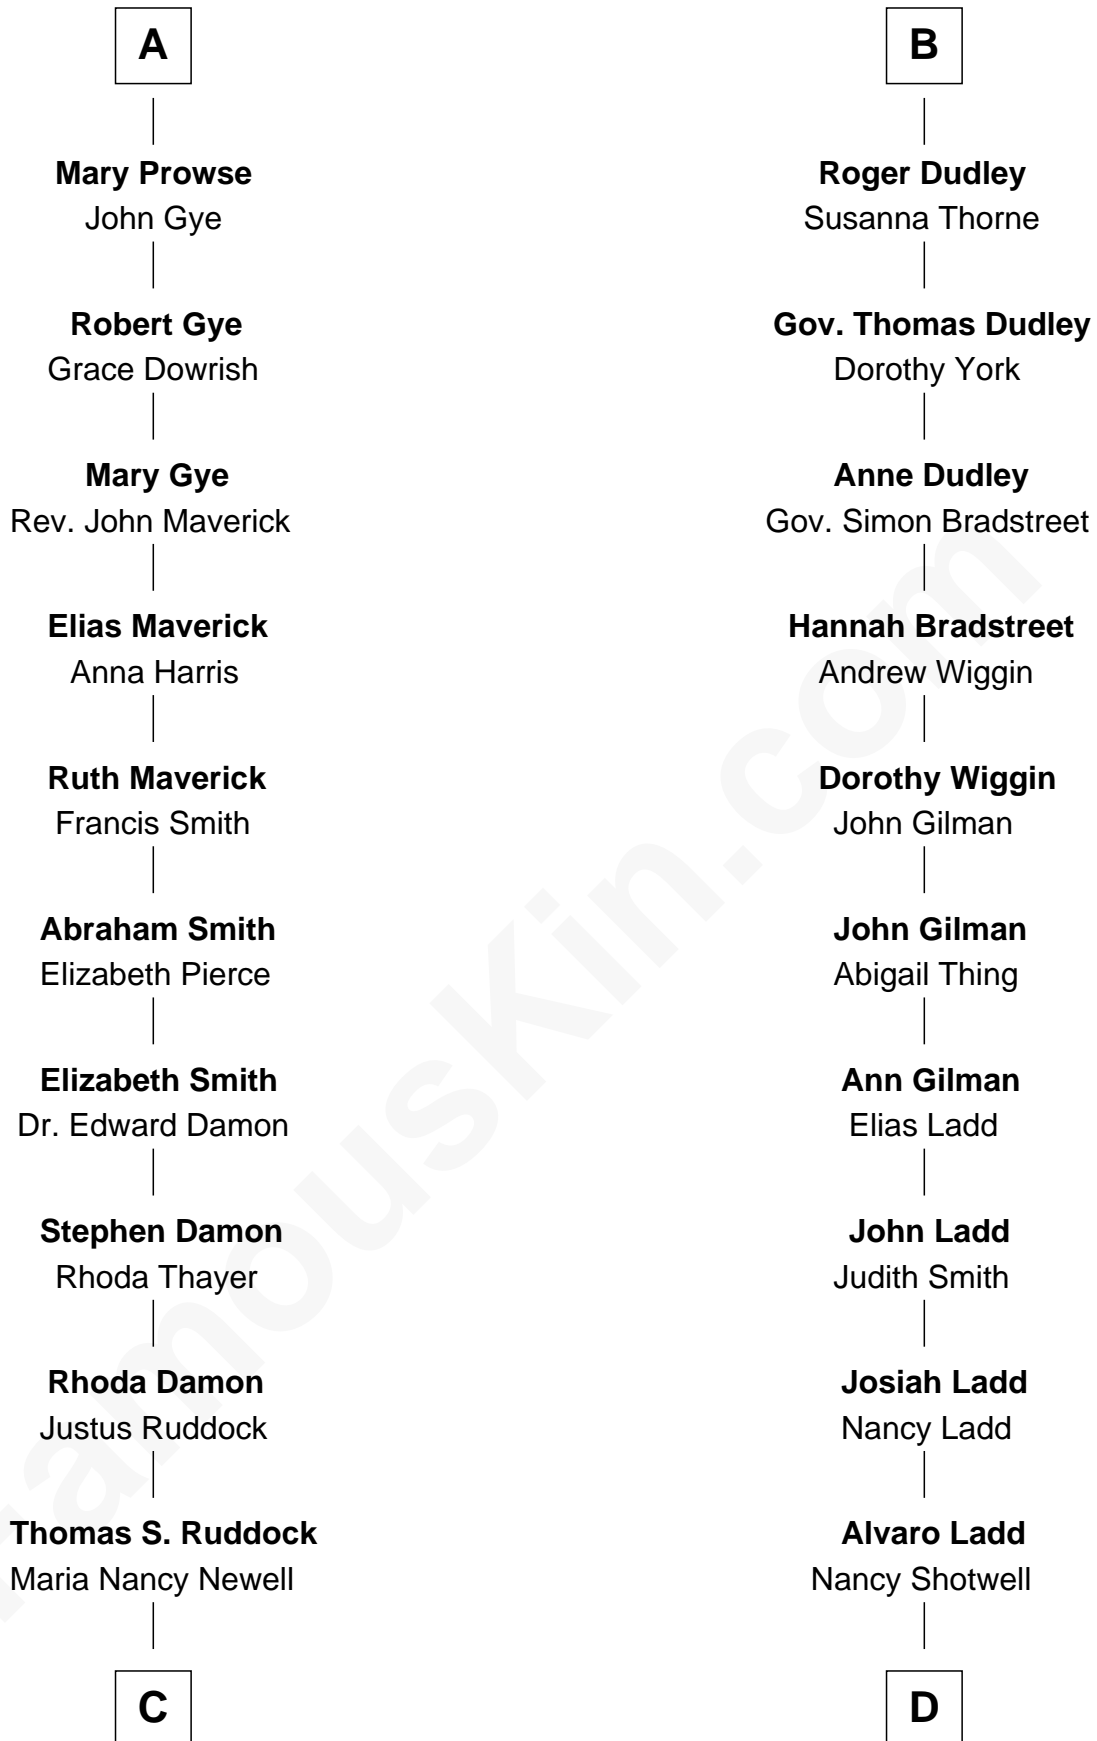 A
Mary Prowse
John Gye
Robert Gye
Grace Dowrish
Mary Gye
Rev. John Maverick
Elias Maverick
Anna Harris
Ruth Maverick
Francis Smith
Abraham Smith
Elizabeth Pierce
Elizabeth Smith
Dr. Edward Damon
Stephen Damon
Rhoda Thayer
Rhoda Damon
Justus Ruddock
Thomas S. Ruddock
Maria Nancy Newell
C
B
Roger Dudley
Susanna Thorne
Gov. Thomas Dudley
Dorothy York
Anne Dudley
Gov. Simon Bradstreet
Hannah Bradstreet
Andrew Wiggin
Dorothy Wiggin
John Gilman
John Gilman
Abigail Thing
Ann Gilman
Elias Ladd
John Ladd
Judith Smith
Josiah Ladd
Nancy Ladd
Alvaro Ladd
Nancy Shotwell
D
FamousKin.com